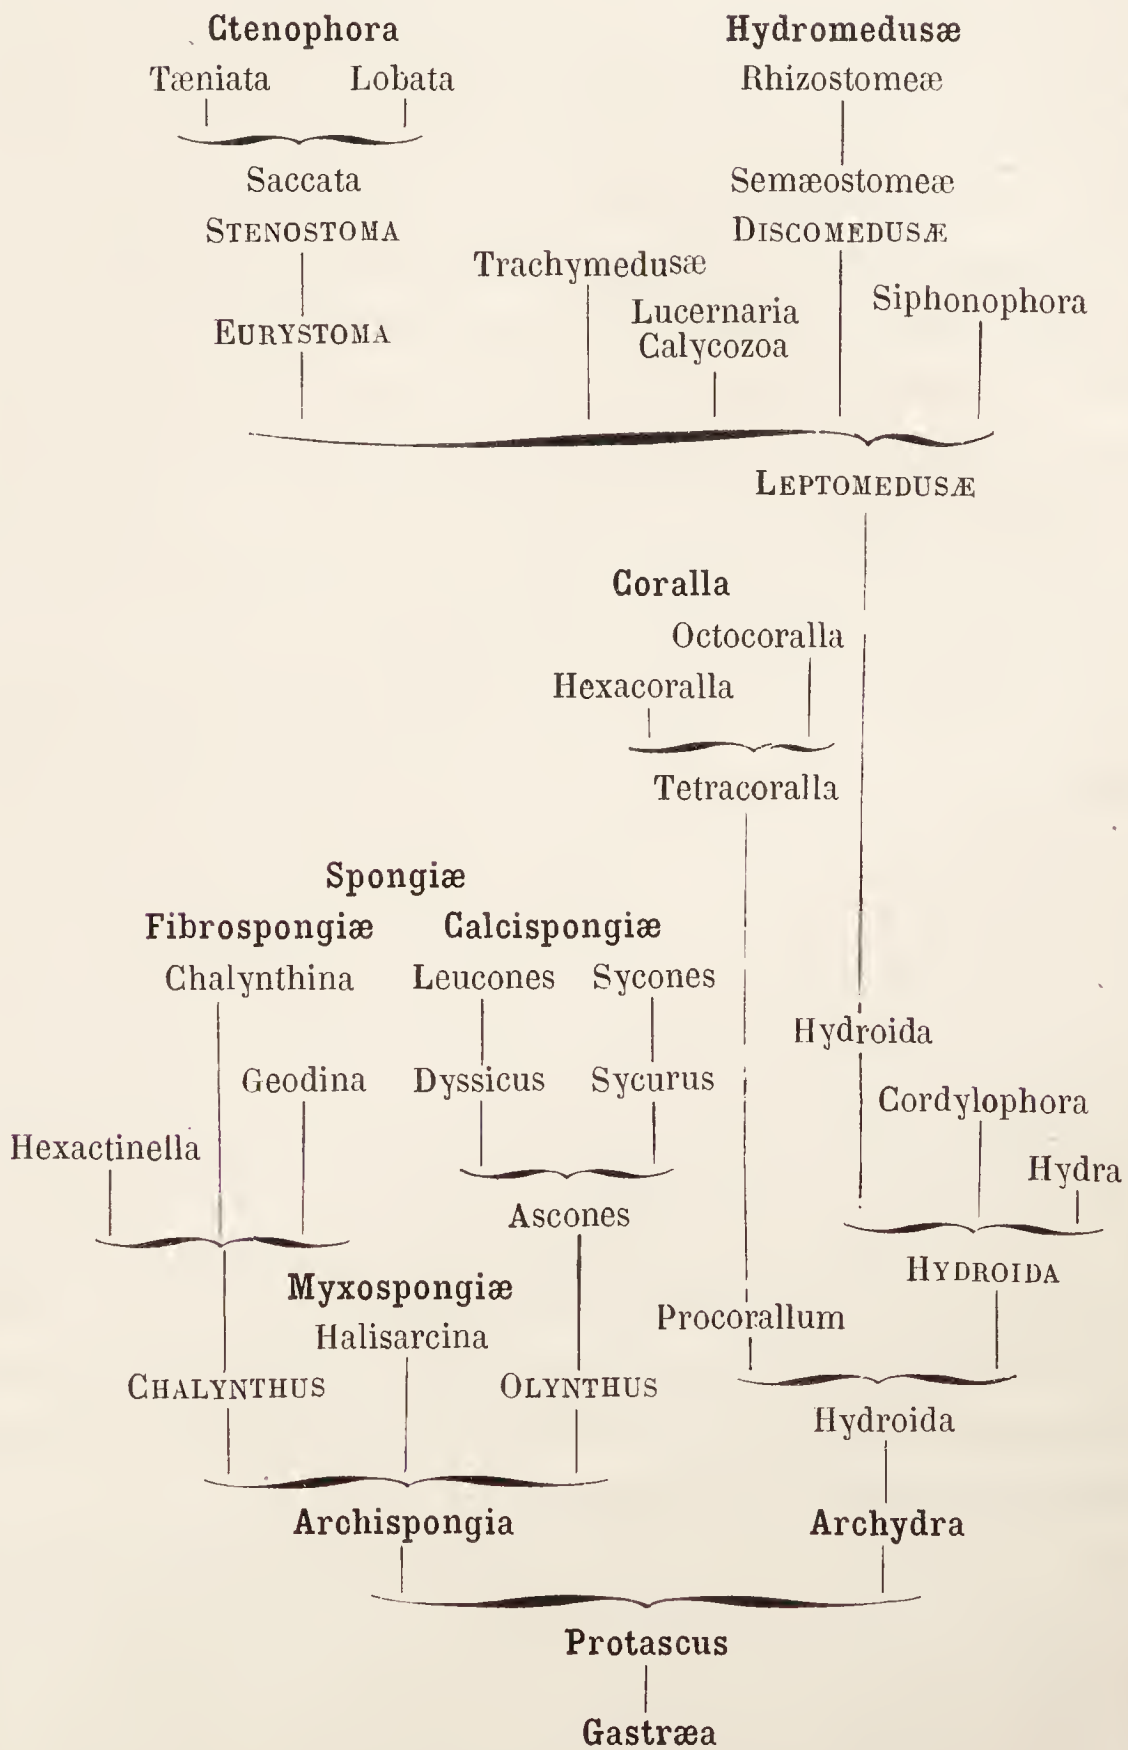 Ctenophora Hydromedusæ
Tæniata Lobata Rhizostomeæ
Saccata Semæostomeæ
STENOSTOMA DISCOMEDUSÆ
Trachymedusæ
Siphonophora
Lucernaria
EURYSTOMA Calycozoa
LEPTOMEDUSÆ
Coralla
Octocoralla
Hexacoralla
Tetracoralla
Spongiæ
Fibrospongiæ Calcispongiæ
Chalynthina Leucones Sycones
Hydroida
Geodina Dyssicus Sycurus
Cordylophora
Hexactinella
Hydra
Ascones
HYDROIDA
Myxospongiæ
Procorallum
Halisarcina
CHALYNTHUS OLYNTHUS
Hydroida
Archispongia Archydra
Protascus
Gastræa